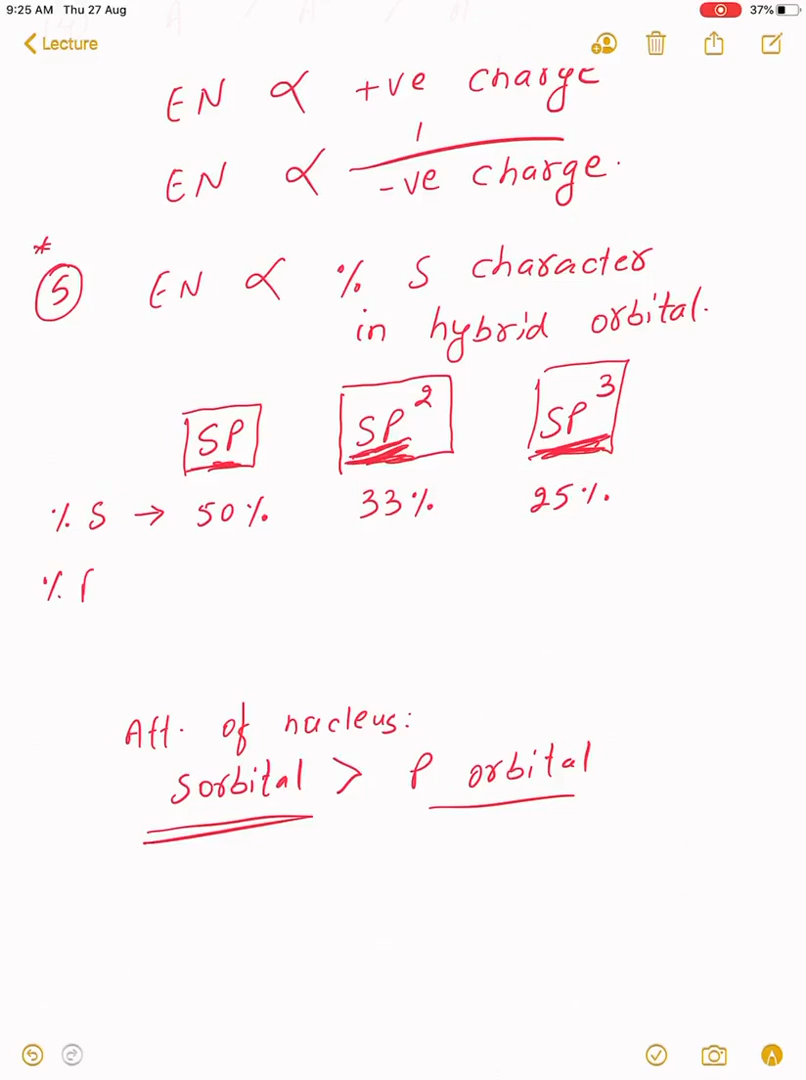 9:25 AM Thu 27 Aug
37%
Lecture
EN ∝ +ve charge
EN ∝ 1 / -ve charge.
*
5 EN ∝ % S character
in hybrid orbital.
SP SP² SP³
% S → 50% 33% 25%.
% P
Att. of nucleus:
S orbital > P orbital